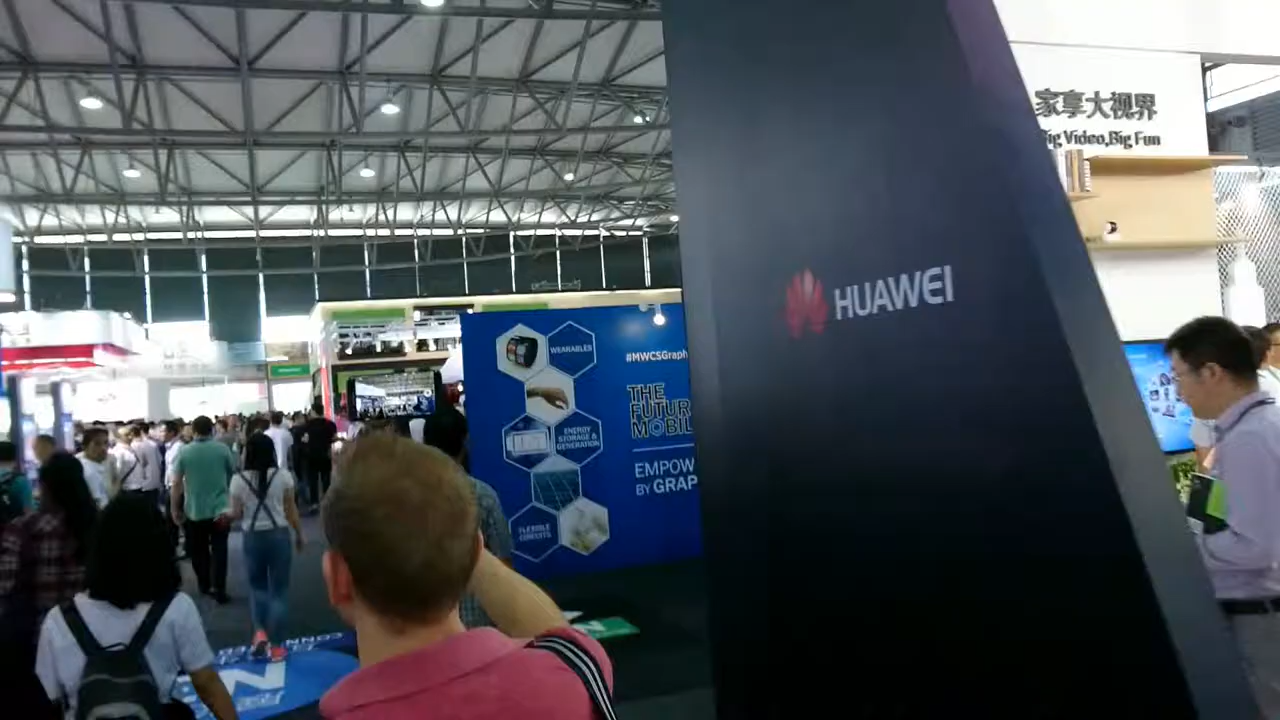 家享大视界
Big Video,Big Fun
HUAWEI
WEARABLES
#MWCSGraph
THE
FUTUR
MOBIL
ENERGY
STORAGE &
GENERATION
EMPOW
BY GRAP
FLEXIBLE
CIRCUITS